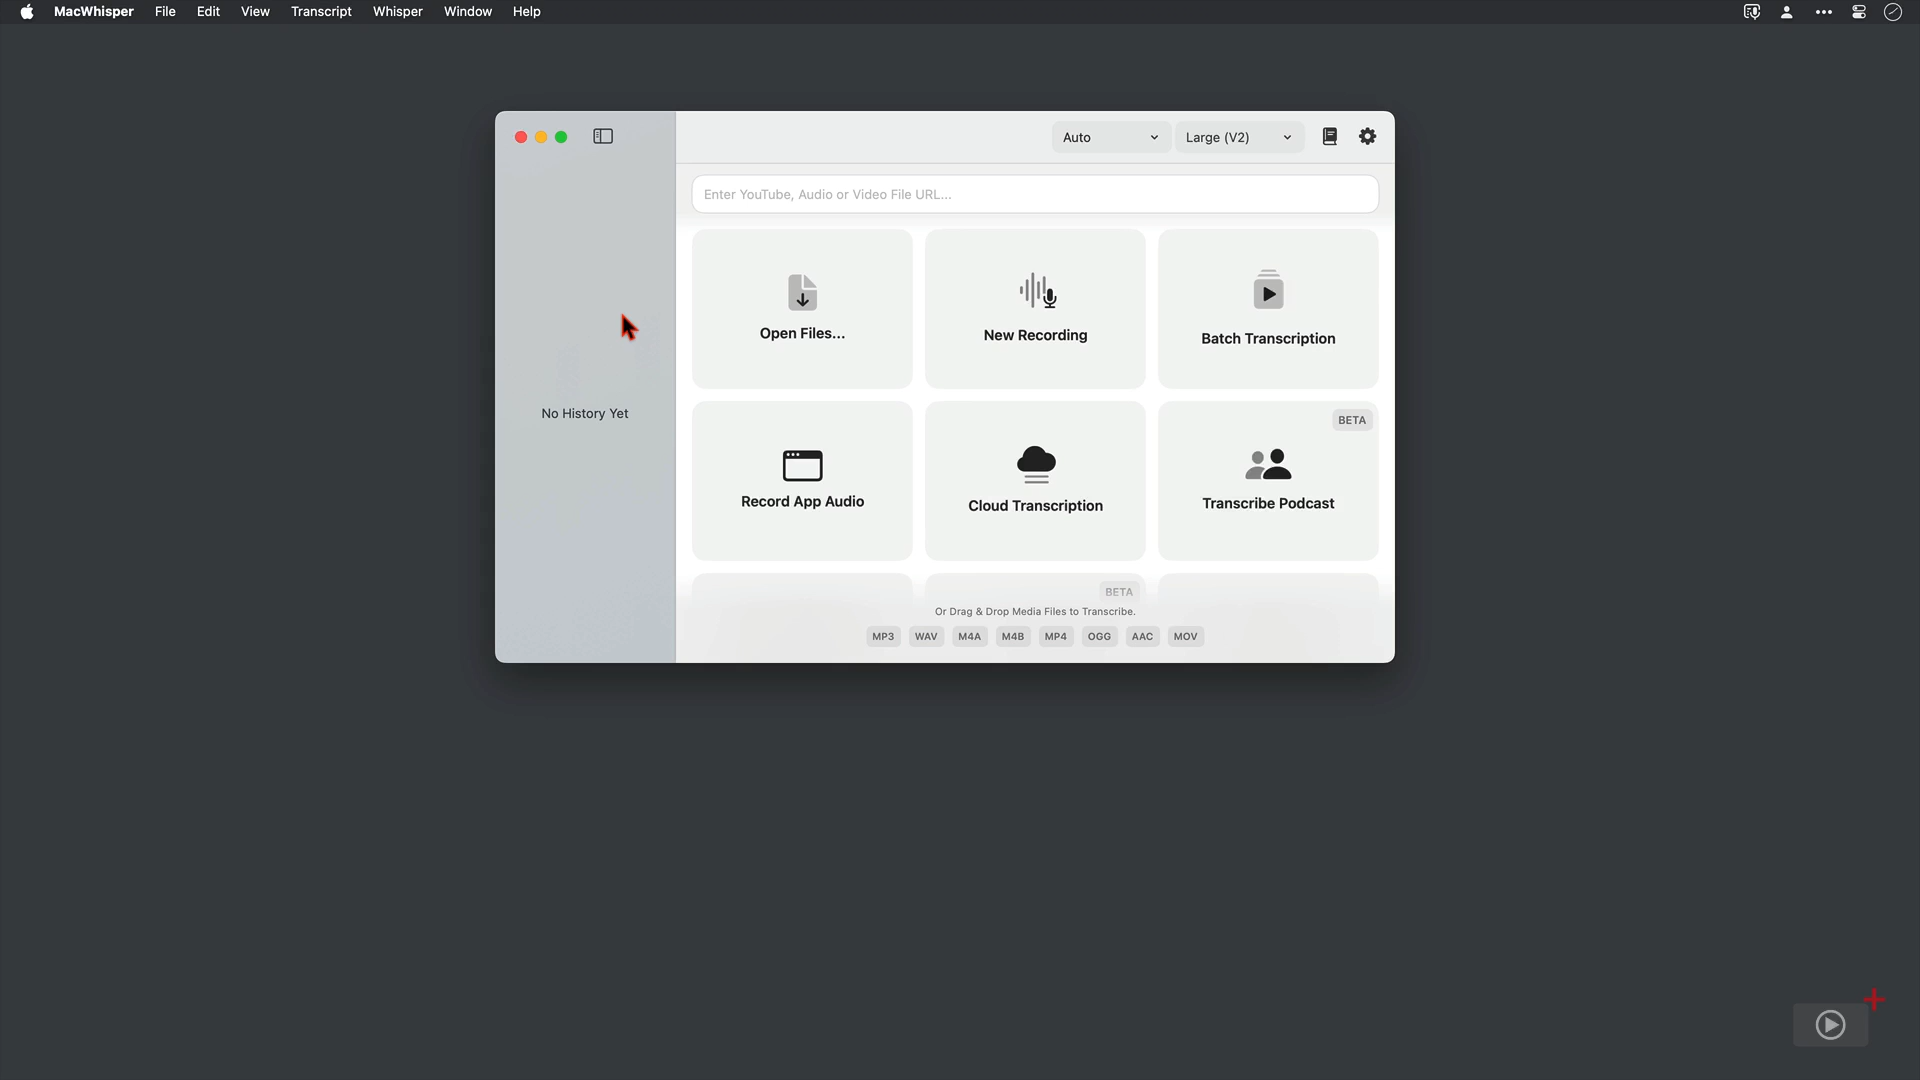 MacWhisper File Edit View Transcript Whisper Window Help
Auto Large (V2)
Enter YouTube, Audio or Video File URL...
Open Files...
New Recording
Batch Transcription
No History Yet
BETA
Record App Audio
Cloud Transcription
Transcribe Podcast
BETA
Or Drag & Drop Media Files to Transcribe.
MP3 WAV M4A M4B MP4 OGG AAC MOV